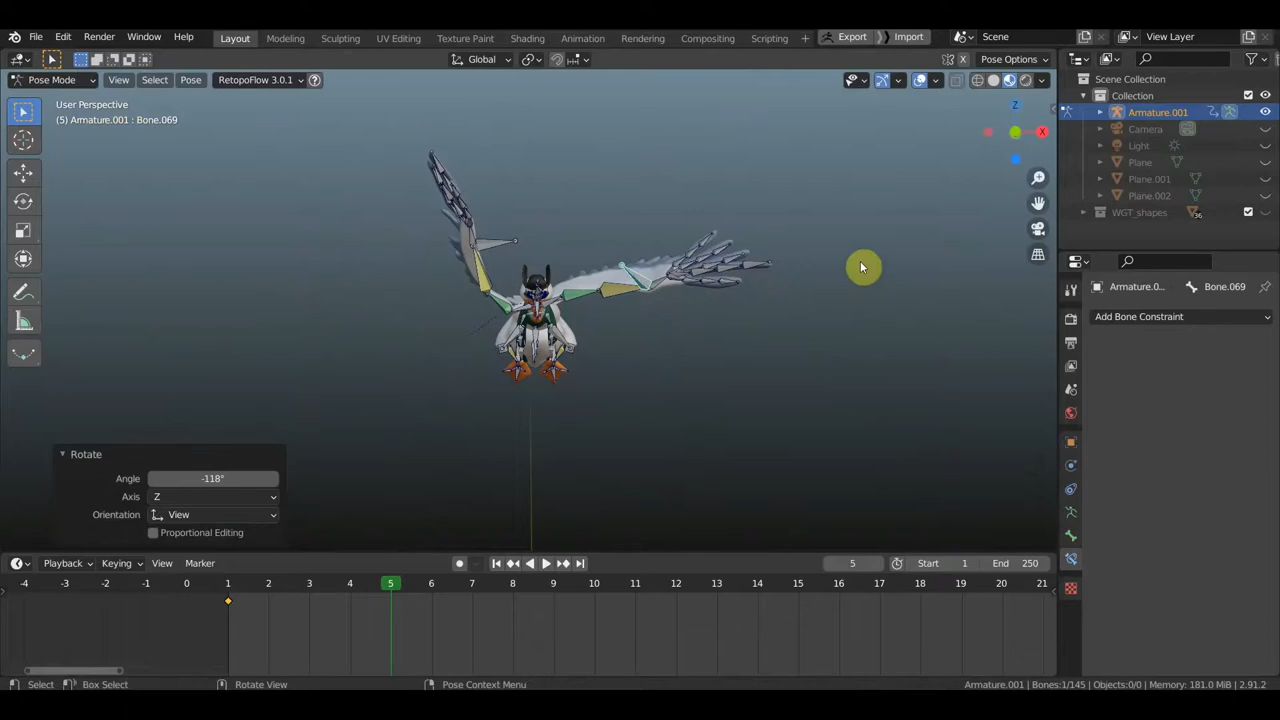 File Edit Render Window Help Layout Modeling Sculpting UV Editing Texture Paint Shading Animation Rendering Compositing Scripting + Export Import Scene View Layer
Global X Pose Options
Pose Mode View Select Pose RetopoFlow 3.0.1
User Perspective
(5) Armature.001 : Bone.069
Z
X
Scene Collection
Collection
Armature.001
Camera
Light
Plane
Plane.001
Plane.002
WGT_shapes 36
Armature.0... Bone.069
Add Bone Constraint
Rotate
Angle -118°
Axis Z
Orientation View
Proportional Editing
Playback Keying View Marker 5 Start 1 End 250
-4 -3 -2 -1 0 1 2 3 4 5 6 7 8 9 10 11 12 13 14 15 16 17 18 19 20 21
Select Box Select Rotate View Pose Context Menu Armature.001 | Bones:1/145 | Objects:0/0 | Memory: 181.0 MiB | 2.91.2